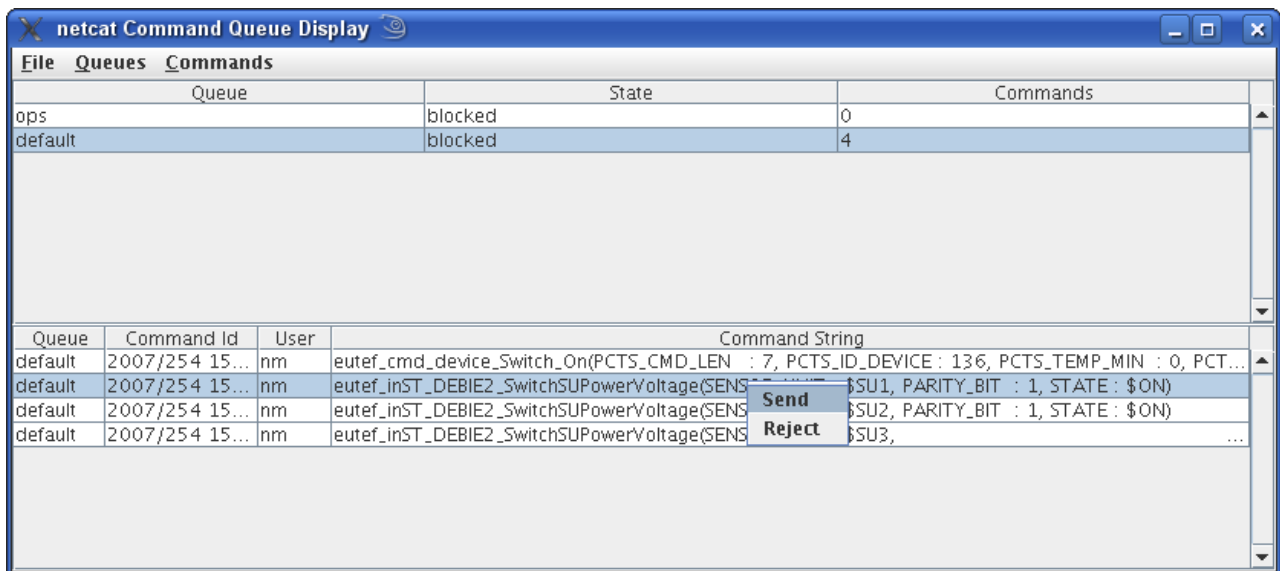 netcat Command Queue Display
File Queues Commands
Queue State Commands
ops blocked 0
default blocked 4
Queue Command Id User Command String
default 2007/254 15... nm eutef_cmd_device_Switch_On(PCTS_CMD_LEN : 7, PCTS_ID_DEVICE : 136, PCTS_TEMP_MIN : 0, PCT...
default 2007/254 15... nm eutef_inST_DEBIE2_SwitchSUPowerVoltage( $SU1, PARITY_BIT : 1, STATE : $ON)
Send
default 2007/254 15... nm eutef_inST_DEBIE2_SwitchSUPowerVoltage(SENS $SU2, PARITY_BIT : 1, STATE : $ON)
Reject
default 2007/254 15... nm eutef_inST_DEBIE2_SwitchSUPowerVoltage(SENS $SU3, ...